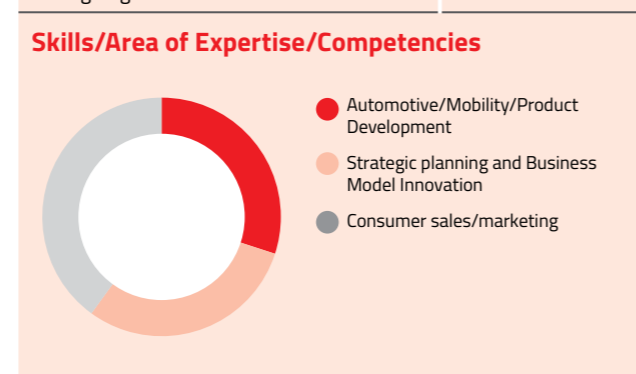 Skills/Area of Expertise/Competencies
Automotive/Mobility/Product
Development
Strategic planning and Business
Model Innovation
Consumer sales/marketing